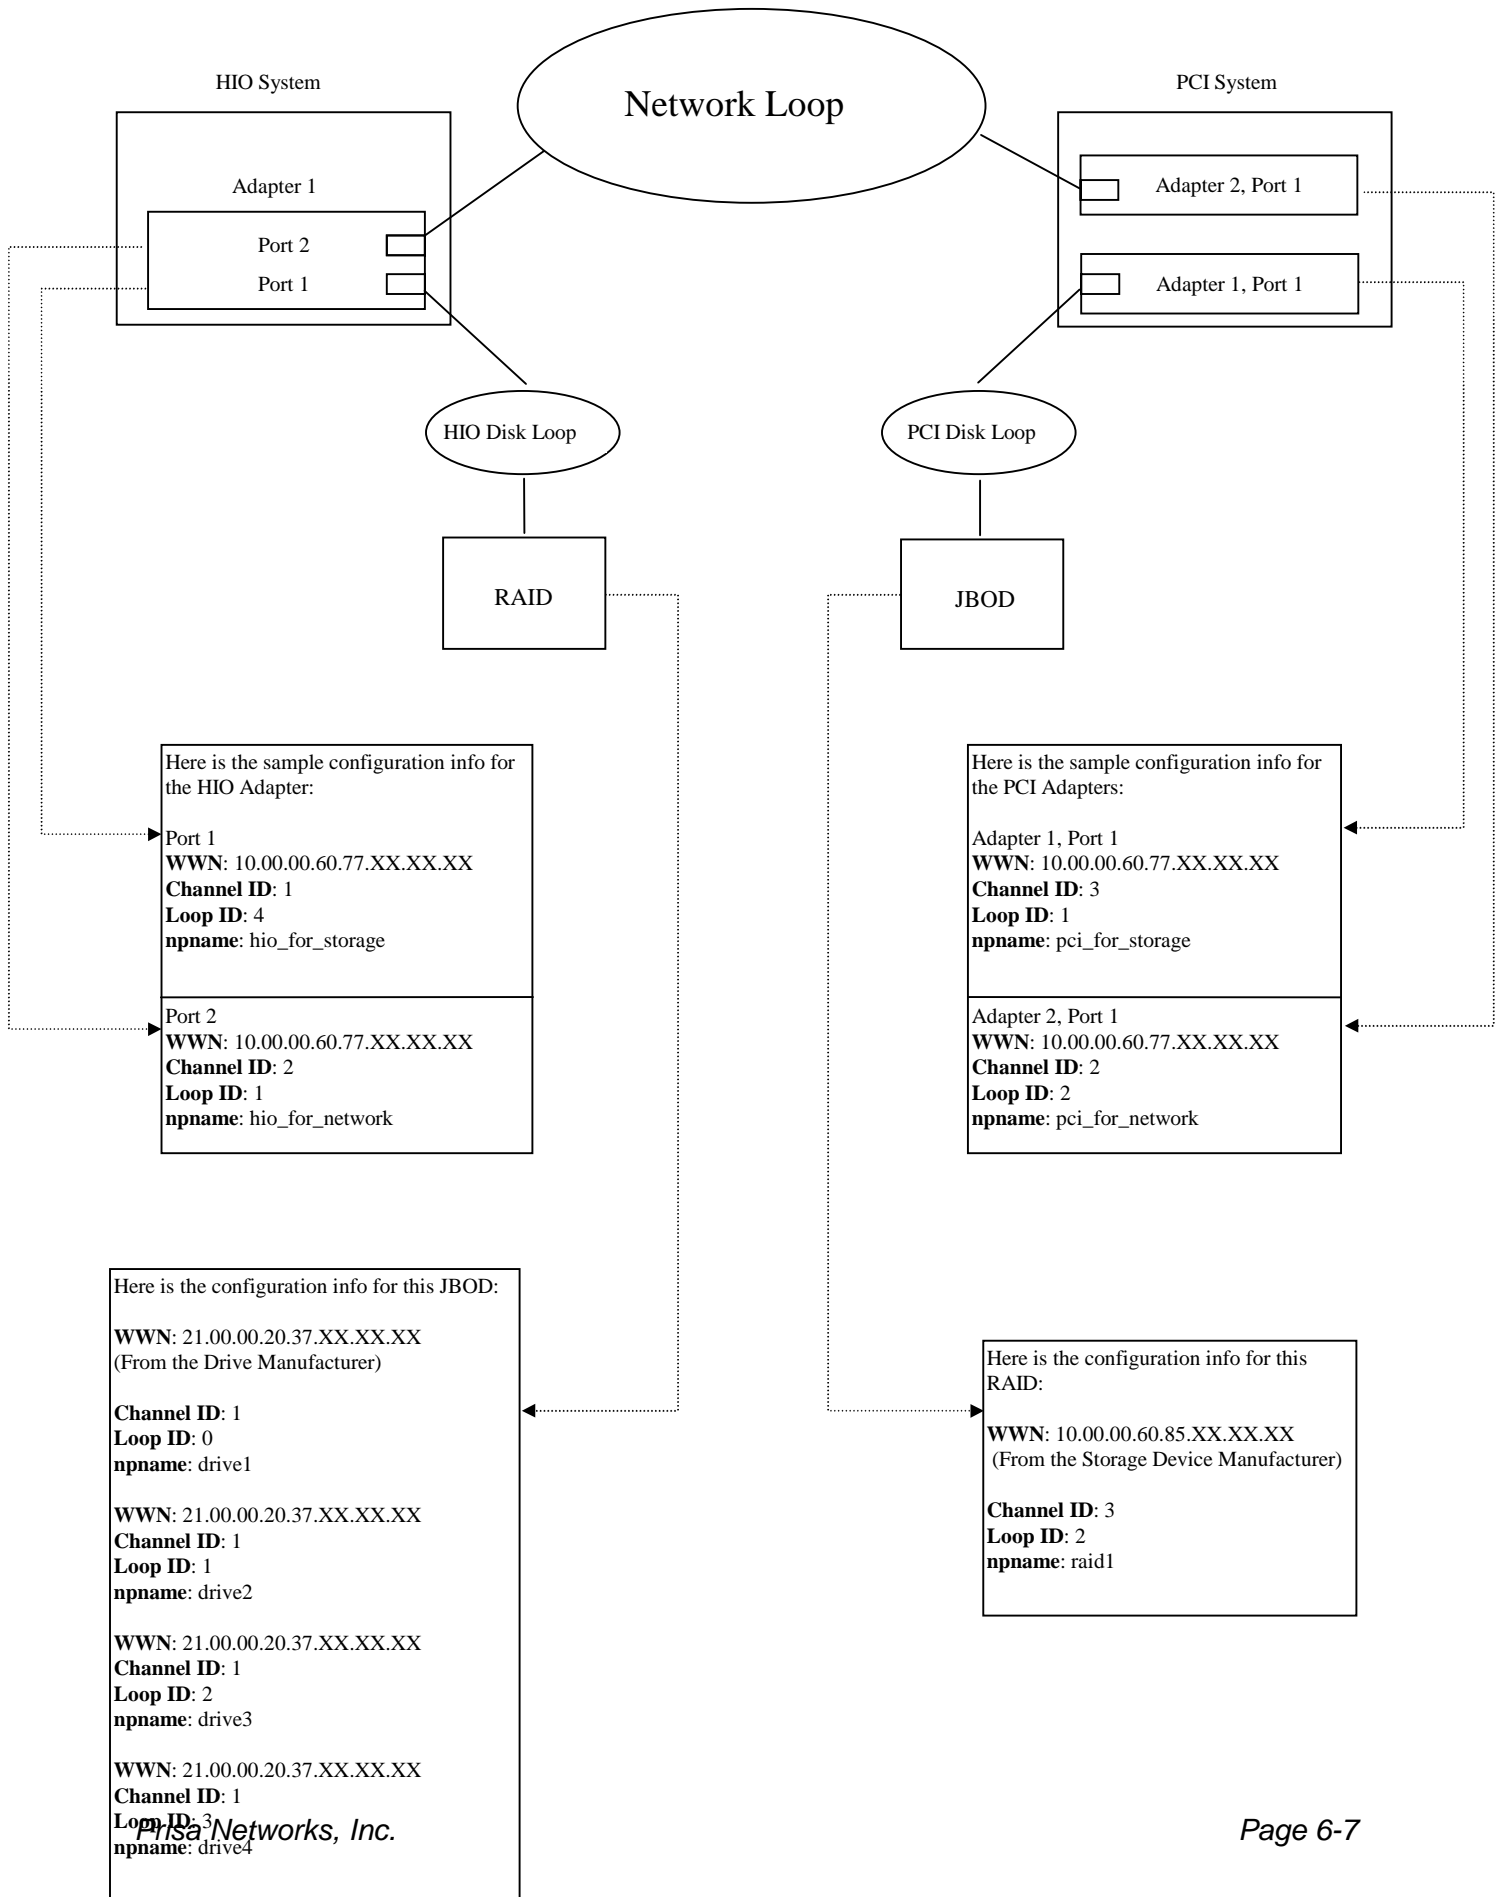 HIO System
Network Loop
PCI System
Adapter 1
Port 2
Port 1
Adapter 2, Port 1
Adapter 1, Port 1
HIO Disk Loop
PCI Disk Loop
RAID
JBOD
Here is the sample configuration info for
the HIO Adapter:
Port 1
WWN: 10.00.00.60.77.XX.XX.XX
Channel ID: 1
Loop ID: 4
npname: hio_for_storage
Port 2
WWN: 10.00.00.60.77.XX.XX.XX
Channel ID: 2
Loop ID: 1
npname: hio_for_network
Here is the sample configuration info for
the PCI Adapters:
Adapter 1, Port 1
WWN: 10.00.00.60.77.XX.XX.XX
Channel ID: 3
Loop ID: 1
npname: pci_for_storage
Adapter 2, Port 1
WWN: 10.00.00.60.77.XX.XX.XX
Channel ID: 2
Loop ID: 2
npname: pci_for_network
Here is the configuration info for this JBOD:
WWN: 21.00.00.20.37.XX.XX.XX
(From the Drive Manufacturer)
Channel ID: 1
Loop ID: 0
npname: drive1
WWN: 21.00.00.20.37.XX.XX.XX
Channel ID: 1
Loop ID: 1
npname: drive2
WWN: 21.00.00.20.37.XX.XX.XX
Channel ID: 1
Loop ID: 2
npname: drive3
WWN: 21.00.00.20.37.XX.XX.XX
Channel ID: 1
Loop ID: 3
npname: drive4
Here is the configuration info for this
RAID:
WWN: 10.00.00.60.85.XX.XX.XX
(From the Storage Device Manufacturer)
Channel ID: 3
Loop ID: 2
npname: raid1
Prisa Networks, Inc.
Page 6-7